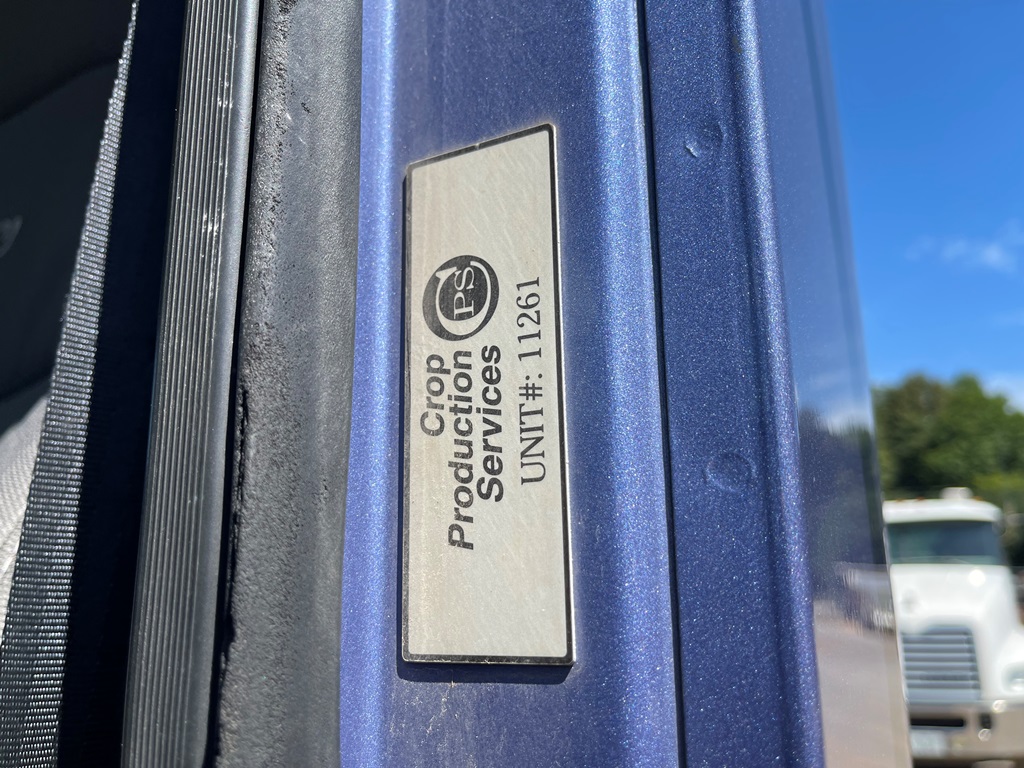 Crop
Production
Services
CPS
UNIT#: 11261